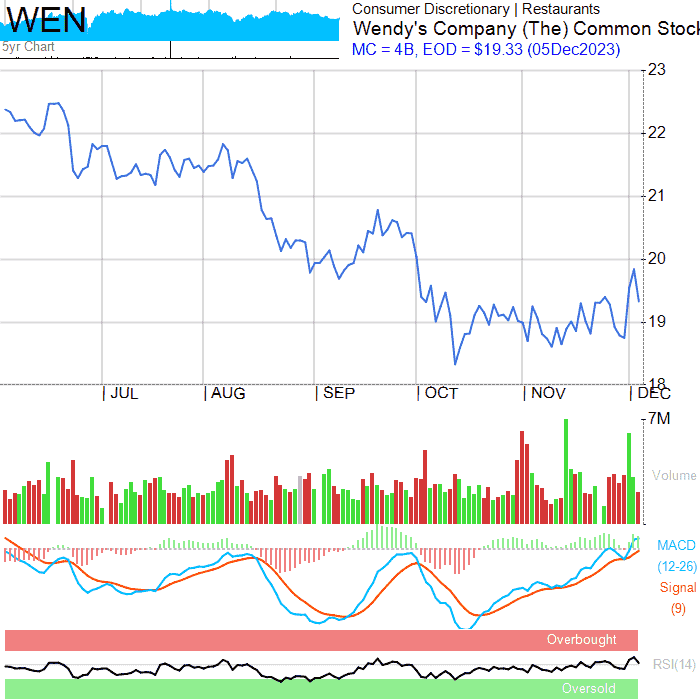 WEN
5yr Chart
Consumer Discretionary | Restaurants
Wendy's Company (The) Common Stock
MC = 4B, EOD = $19.33 (05Dec2023)
23
22
21
20
19
18
| JUL | AUG | SEP | OCT | NOV | DEC
7M
Volume
MACD
(12-26)
Signal
(9)
Overbought
RSI(14)
Oversold